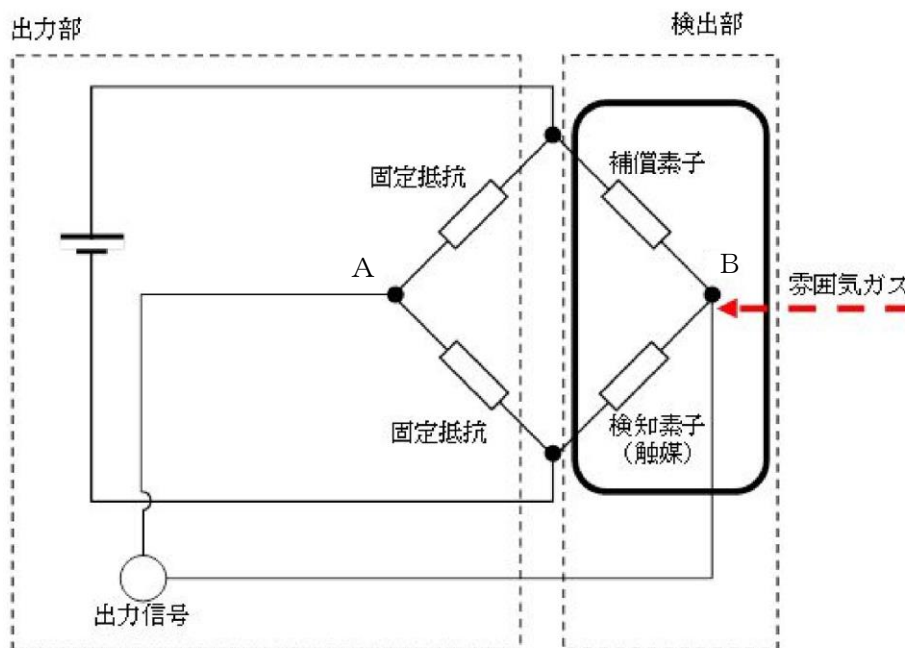 出力部
検出部
固定抵抗
補償素子
A
B
雰囲気ガス
固定抵抗
検知素子
（触媒）
出力信号